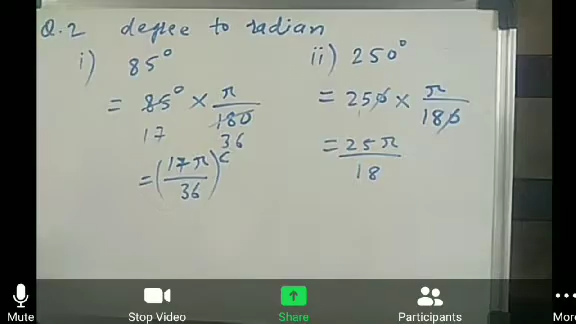 Q.2 degree to radian
i) 85° ii) 250°
= 85° × π/180 = 250 × π/180
17 36
= (17π/36)ᶜ = 25π/18
Mute Stop Video Share Participants More